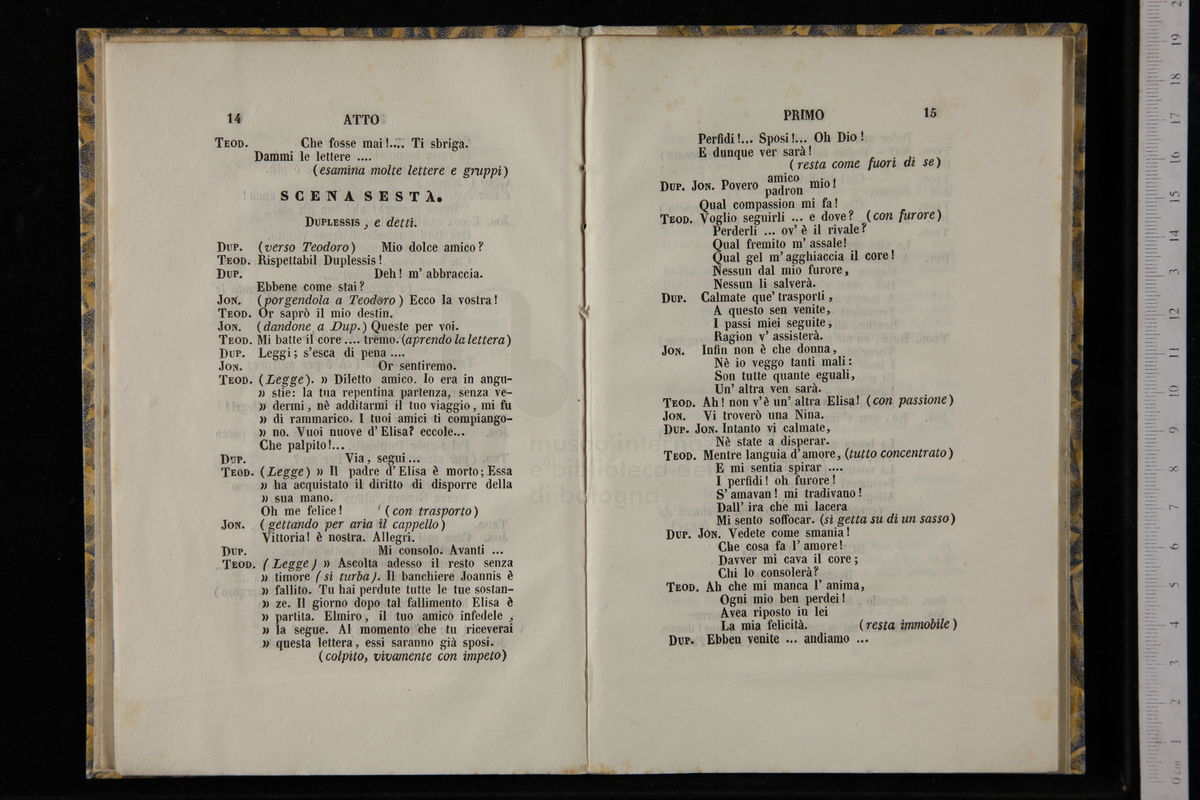 14 ATTO
Teod. Che fosse mai!.... Ti sbriga.
Dammi le lettere ....
(esamina molte lettere e gruppi)
SCENA SESTA.
Duplessis, e detti.
Dup. (verso Teodoro) Mio dolce amico?
Teod. Rispettabil Duplessis!
Dup. Deh! m' abbraccia.
Ebbene come stai?
Jon. (porgendola a Teodoro) Ecco la vostra!
Teod. Or saprò il mio destin.
Jon. (dandone a Dup.) Queste per voi.
Teod. Mi batte il core .... tremo. (aprendo la lettera)
Dup. Leggi; s'esca di pena ....
Jon. Or sentiremo.
Teod. (Legge). » Diletto amico. Io era in angu-
» stie: la tua repentina partenza, senza ve-
» dermi, nè additarmi il tuo viaggio, mi fu
» di rammarico. I tuoi amici ti compiango-
» no. Vuoi nuove d' Elisa? eccole...
Che palpito!...
Dup. Via, segui...
Teod. (Legge) » Il padre d' Elisa è morto; Essa
» ha acquistato il diritto di disporre della
» sua mano.
Oh me felice! (con trasporto)
Jon. (gettando per aria il cappello)
Vittoria! è nostra. Allegri.
Dup. Mi consolo. Avanti ...
Teod. (Legge) » Ascolta adesso il resto senza
» timore (si turba). Il banchiere Joannis è
» fallito. Tu hai perdute tutte le tue sostan-
» ze. Il giorno dopo tal fallimento Elisa è
» partita. Elmiro, il tuo amico infedele,
» la segue. Al momento che tu riceverai
» questa lettera, essi saranno già sposi.
(colpito, vivamente con impeto)
PRIMO 15
Perfidi!... Sposi!... Oh Dio!
E dunque ver sarà!
(resta come fuori di se)
Dup. Jon. Povero amico padron mio!
Qual compassion mi fa!
Teod. Voglio seguirli ... e dove? (con furore)
Perderli ... ov' è il rivale?
Qual fremito m' assale!
Qual gel m' agghiaccia il core!
Nessun dal mio furore,
Nessun li salverà.
Dup. Calmate que' trasporti,
A questo sen venite,
I passi miei seguite,
Ragion v' assisterà.
Jon. Infin non è che donna,
Nè io veggo tanti mali:
Son tutte quante eguali,
Un' altra ven sarà.
Teod. Ah! non v'è un' altra Elisa! (con passione)
Jon. Vi troverò una Nina.
Dup. Jon. Intanto vi calmate,
Nè state a disperar.
Teod. Mentre languia d'amore, (tutto concentrato)
E mi sentia spirar ....
I perfidi! oh furore!
S' amavan! mi tradivano!
Dall' ira che mi lacera
Mi sento soffocar. (si getta su di un sasso)
Dup. Jon. Vedete come smania!
Che cosa fa l' amore!
Davver mi cava il core;
Chi lo consolerà?
Teod. Ah che mi manca l' anima,
Ogni mio ben perdei!
Avea riposto in lei
La mia felicità. (resta immobile)
Dup. Ebben venite ... andiamo ...